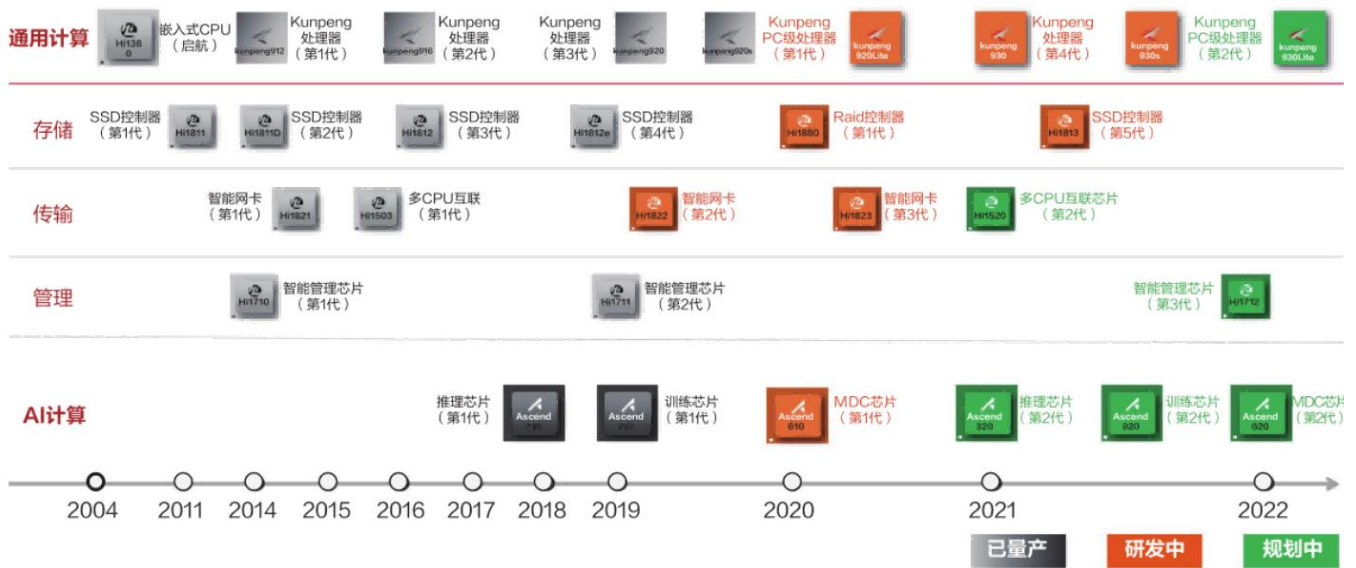 通用计算
Hi138
0
嵌入式CPU
（启航）
kunpeng912
Kunpeng
处理器
（第1代）
kunpeng916
Kunpeng
处理器
（第2代）
Kunpeng
处理器
（第3代）
kunpeng920
kunpeng920s
Kunpeng
PC级处理器
（第1代）
kunpeng
920Lite
kunpeng
930
Kunpeng
处理器
（第4代）
kunpeng
930s
Kunpeng
PC级处理器
（第2代）
kunpeng
930Lite
存储
SSD控制器
（第1代）
Hi1811
Hi1811D
SSD控制器
（第2代）
Hi1812
SSD控制器
（第3代）
Hi1812e
SSD控制器
（第4代）
Hi1880
Raid控制器
（第1代）
Hi1813
SSD控制器
（第5代）
传输
智能网卡
（第1代）
Hi1821
Hi1503
多CPU互联
（第1代）
Hi1822
智能网卡
（第2代）
Hi1823
智能网卡
（第3代）
Hi1520
多CPU互联芯片
（第2代）
管理
Hi1710
智能管理芯片
（第1代）
Hi1711
智能管理芯片
（第2代）
智能管理芯片
（第3代）
Hi1712
AI计算
推理芯片
（第1代）
Ascend
Ascend
训练芯片
（第1代）
Ascend
610
MDC芯片
（第1代）
Ascend
320
推理芯片
（第2代）
Ascend
920
训练芯片
（第2代）
Ascend
620
MDC芯片
（第2代）
2004
2011
2014
2015
2016
2017
2018
2019
2020
2021
2022
已量产
研发中
规划中